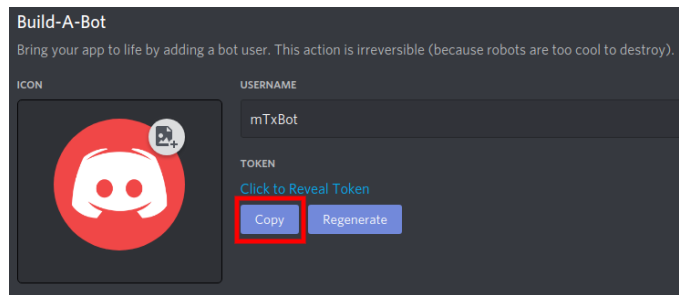 Build-A-Bot
Bring your app to life by adding a bot user. This action is irreversible (because robots are too cool to destroy).
ICON
USERNAME
mTxBot
TOKEN
Click to Reveal Token
Copy
Regenerate